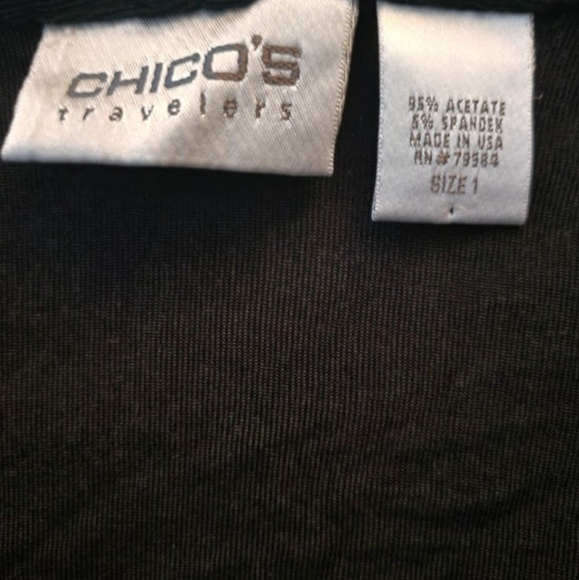 CHICO'S
travelers
95% ACETATE
5% SPANDEX
MADE IN USA
RN# 79984
SIZE 1